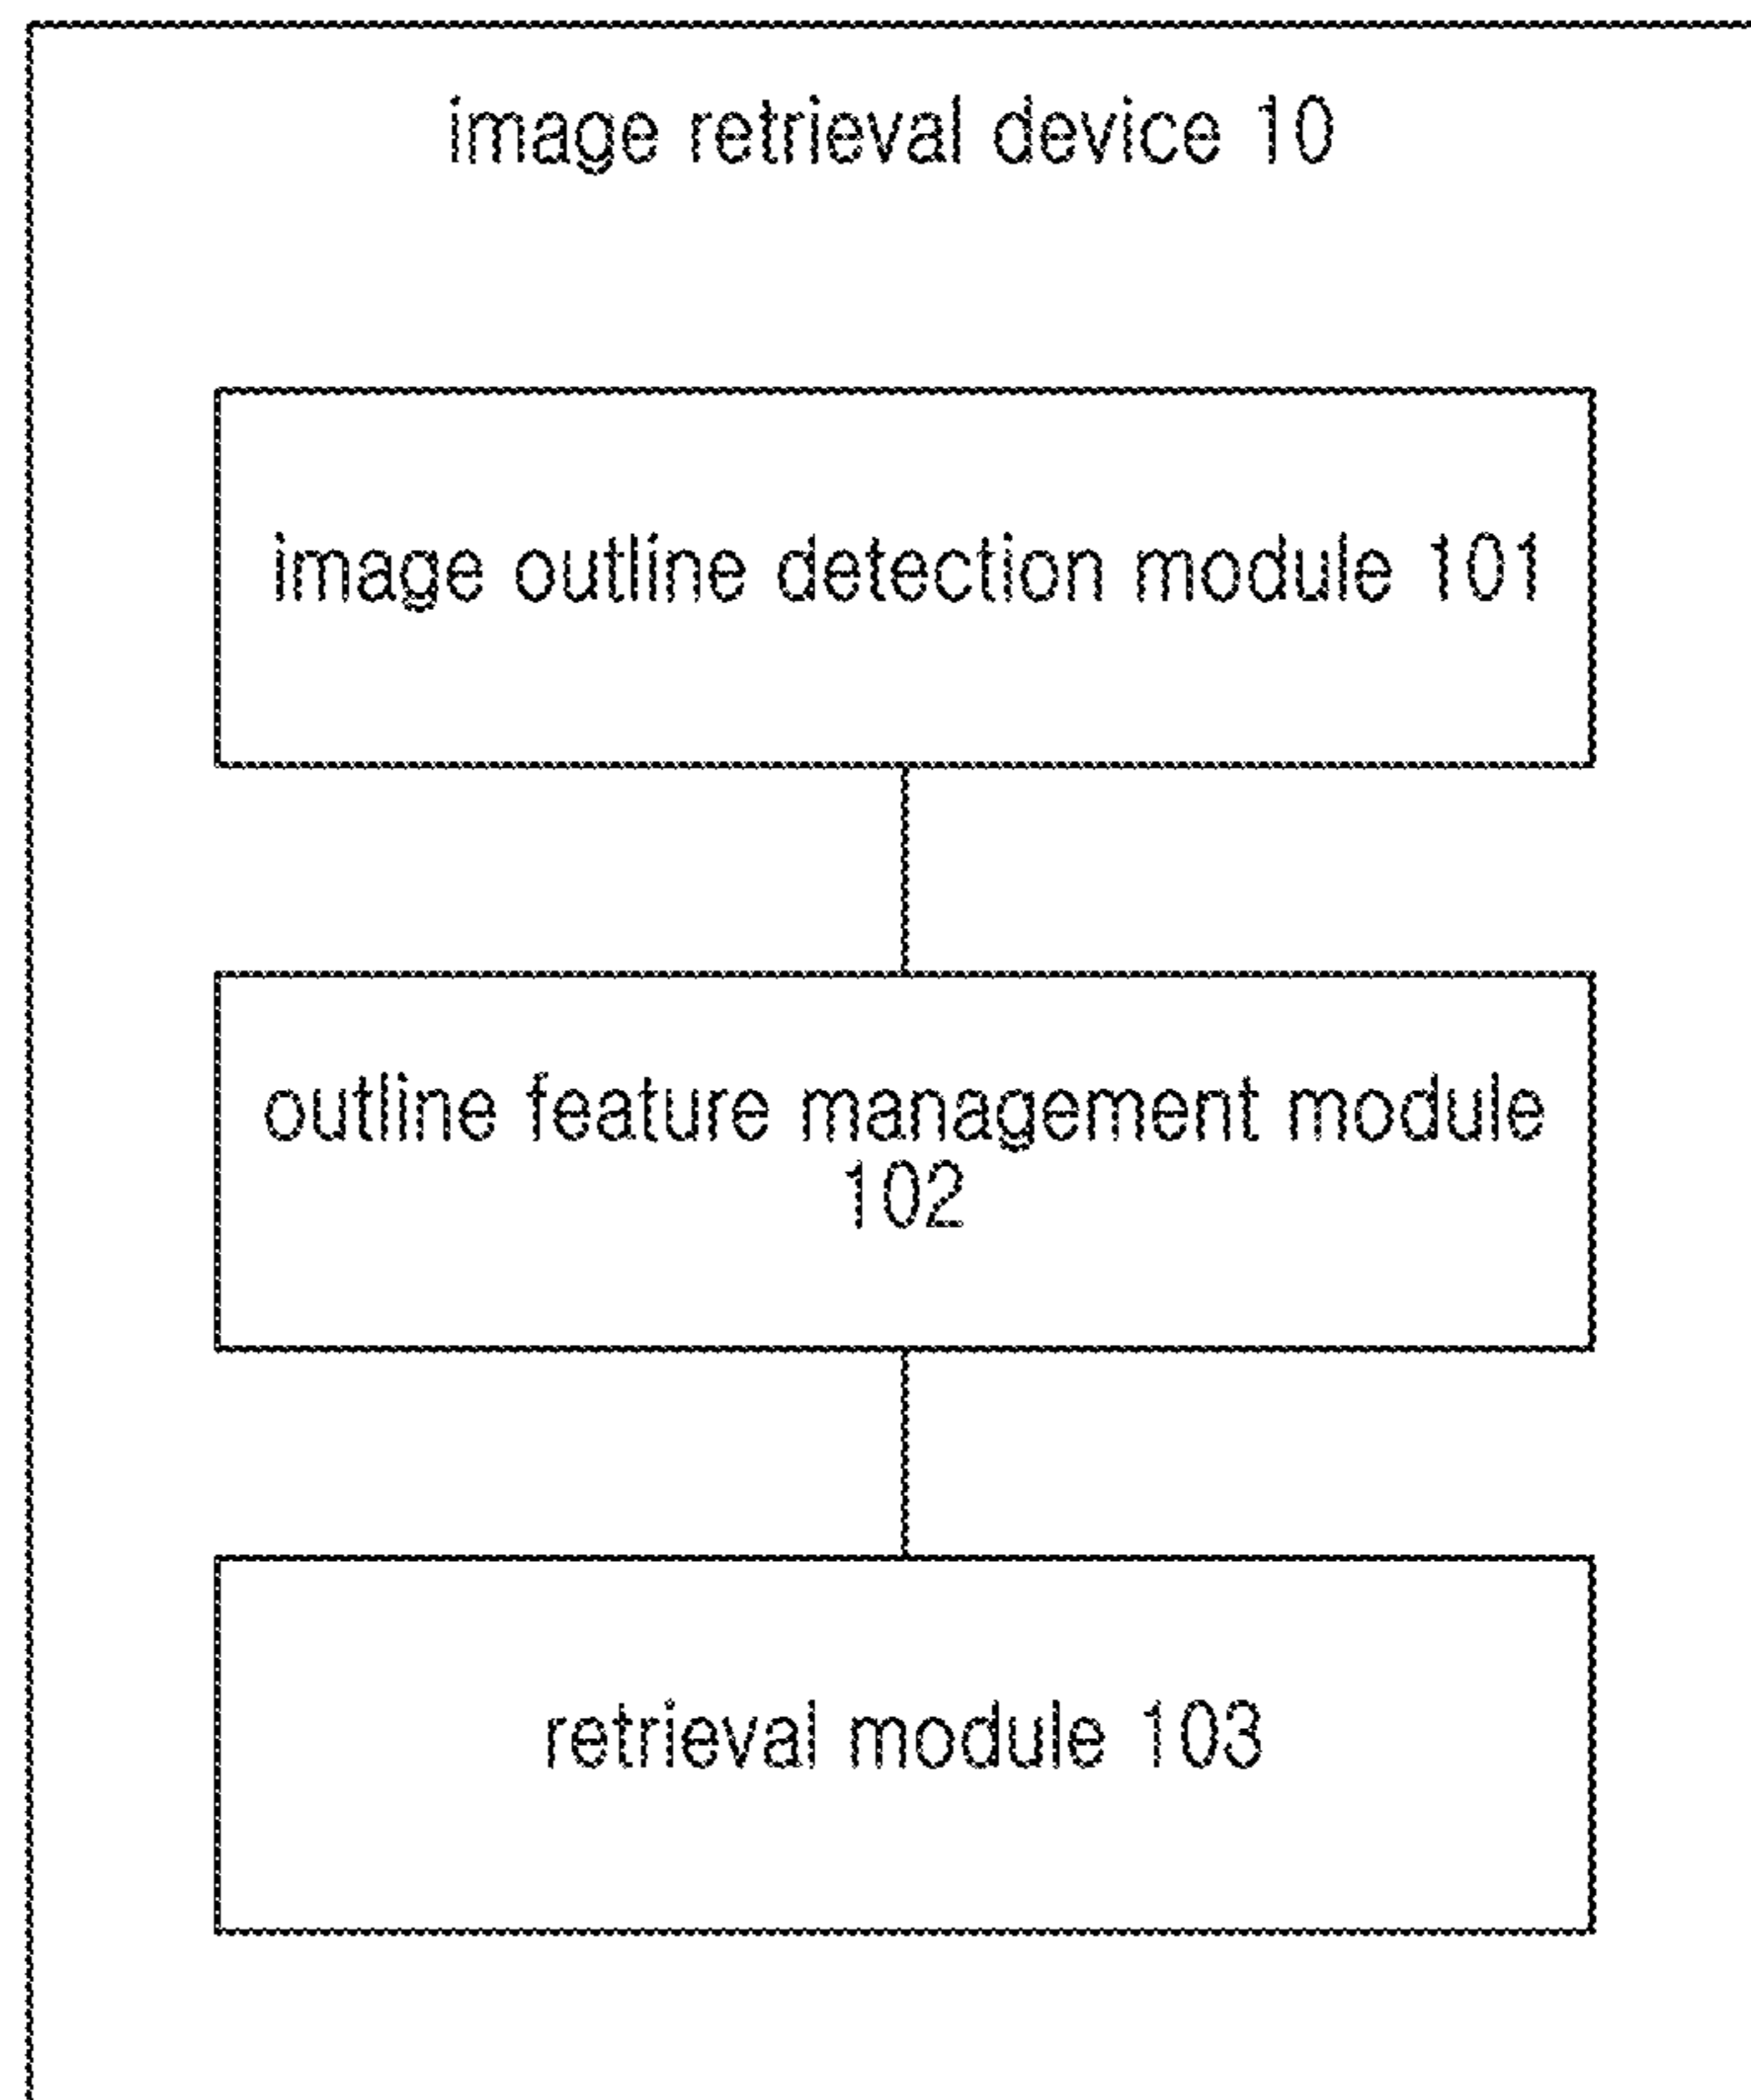 image retrieval device 10
image outline detection module 101
outline feature management module
102
retrieval module 103